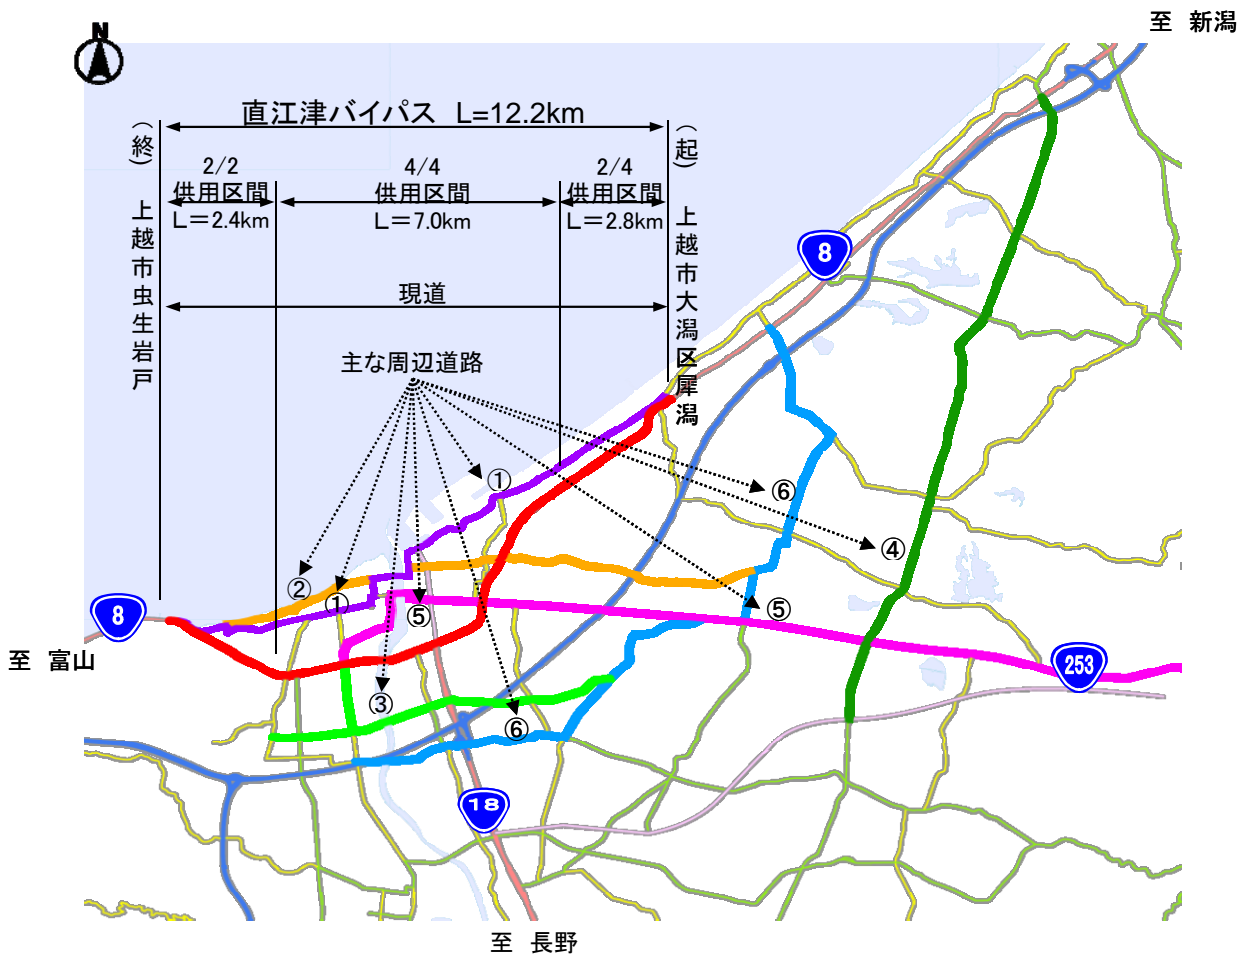 至 新潟
N
直江津バイパス L=12.2km
(終) 上越市虫生岩戸
(起) 上越市大潟区犀潟
2/2
供用区間
L=2.4km
4/4
供用区間
L=7.0km
2/4
供用区間
L=2.8km
現道
主な周辺道路
8
①
⑥
④
②
①
⑤
⑤
8
至 富山
253
③
⑥
18
至 長野